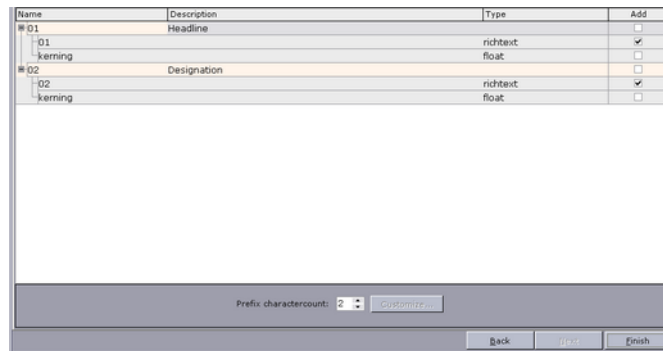 Name Description Type Add
01 Headline
01 richtext
kerning float
02 Designation
02 richtext
kerning float
Prefix charactercount: 2 Customize...
Back Next Finish